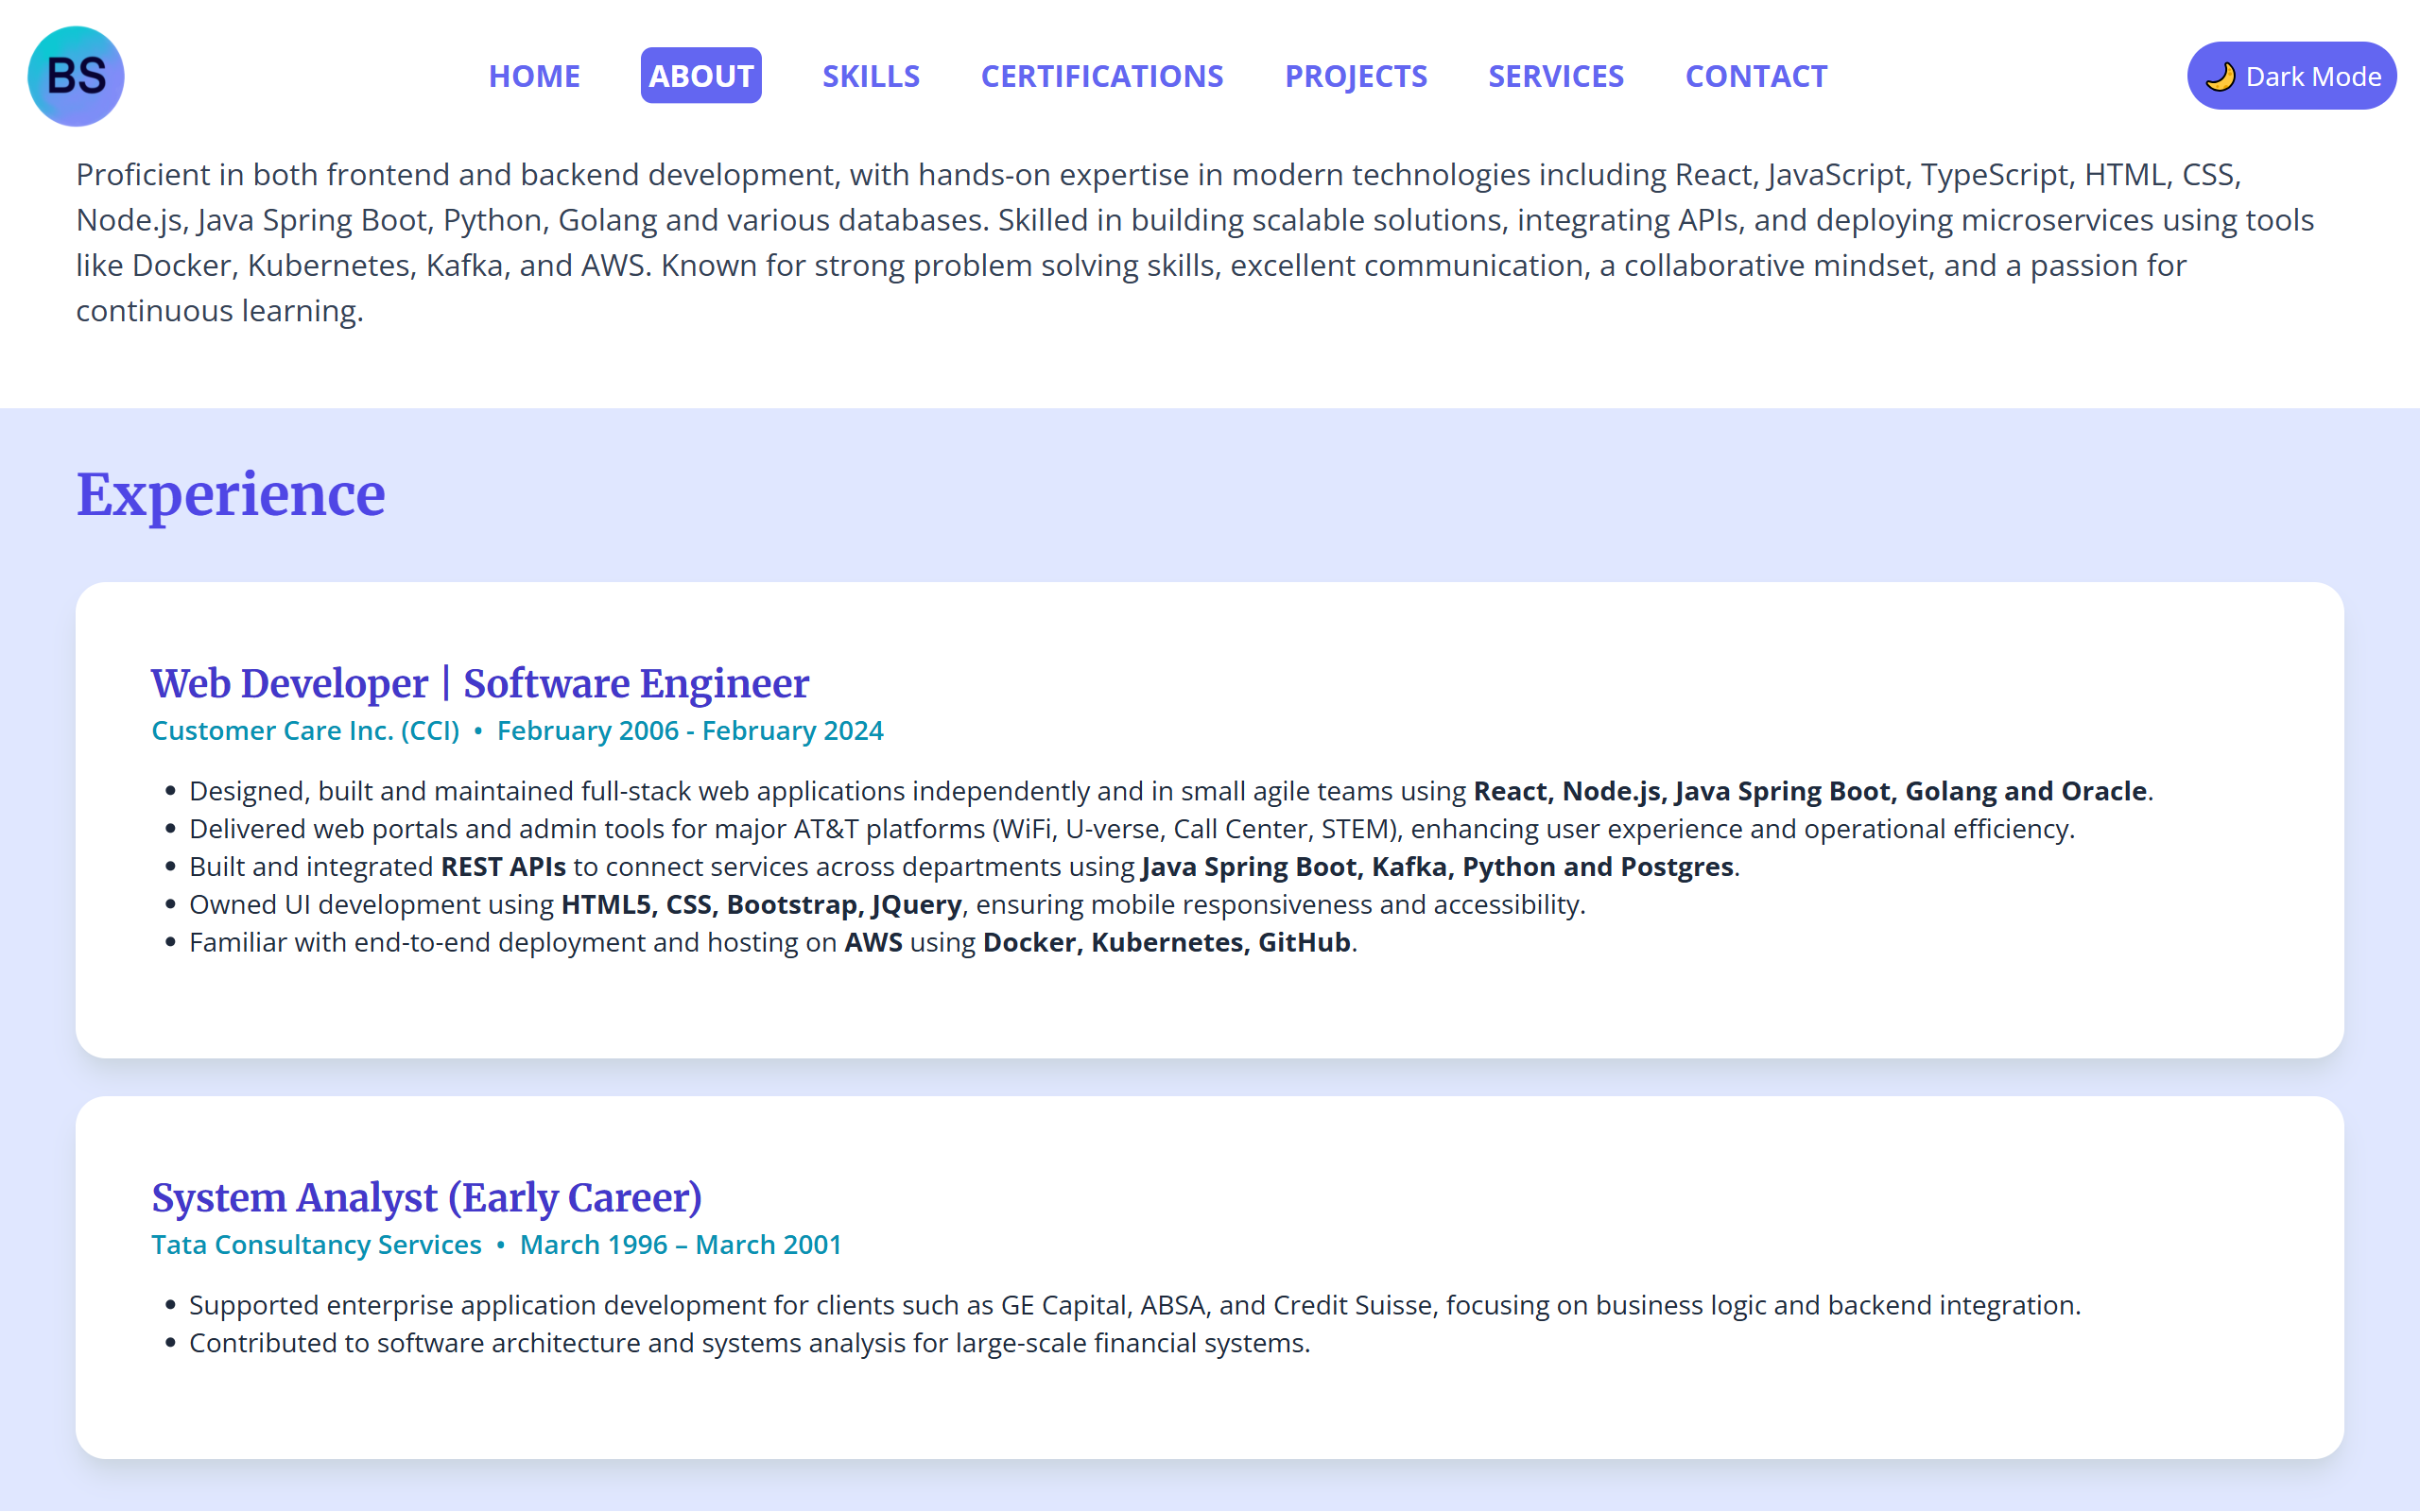 BS
HOME ABOUT SKILLS CERTIFICATIONS PROJECTS SERVICES CONTACT
🌙 Dark Mode
Proficient in both frontend and backend development, with hands-on expertise in modern technologies including React, JavaScript, TypeScript, HTML, CSS,
Node.js, Java Spring Boot, Python, Golang and various databases. Skilled in building scalable solutions, integrating APIs, and deploying microservices using tools
like Docker, Kubernetes, Kafka, and AWS. Known for strong problem solving skills, excellent communication, a collaborative mindset, and a passion for
continuous learning.
Experience
Web Developer | Software Engineer
Customer Care Inc. (CCI) • February 2006 - February 2024
• Designed, built and maintained full-stack web applications independently and in small agile teams using React, Node.js, Java Spring Boot, Golang and Oracle.
• Delivered web portals and admin tools for major AT&T platforms (WiFi, U-verse, Call Center, STEM), enhancing user experience and operational efficiency.
• Built and integrated REST APIs to connect services across departments using Java Spring Boot, Kafka, Python and Postgres.
• Owned UI development using HTML5, CSS, Bootstrap, JQuery, ensuring mobile responsiveness and accessibility.
• Familiar with end-to-end deployment and hosting on AWS using Docker, Kubernetes, GitHub.
System Analyst (Early Career)
Tata Consultancy Services • March 1996 – March 2001
• Supported enterprise application development for clients such as GE Capital, ABSA, and Credit Suisse, focusing on business logic and backend integration.
• Contributed to software architecture and systems analysis for large-scale financial systems.